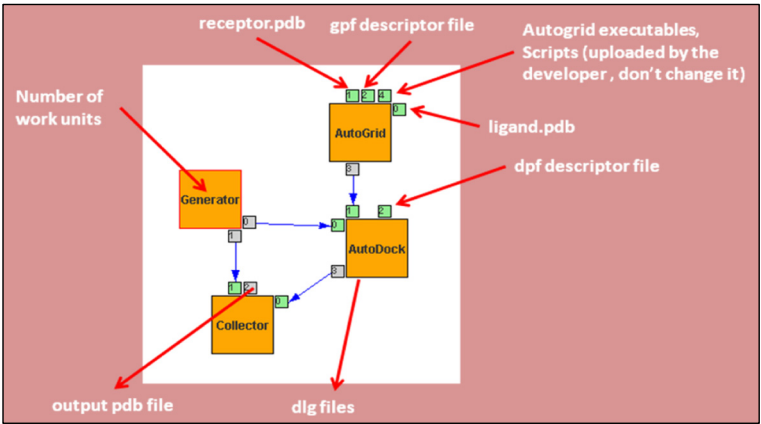 receptor.pdb
gpf descriptor file
Autogrid executables,
Scripts (uploaded by the
developer , don't change it)
Number of
work units
1
2
4
0
AutoGrid
ligand.pdb
3
dpf descriptor file
Generator
0
1
1
2
0
AutoDock
3
1
2
0
Collector
output pdb file
dlg files